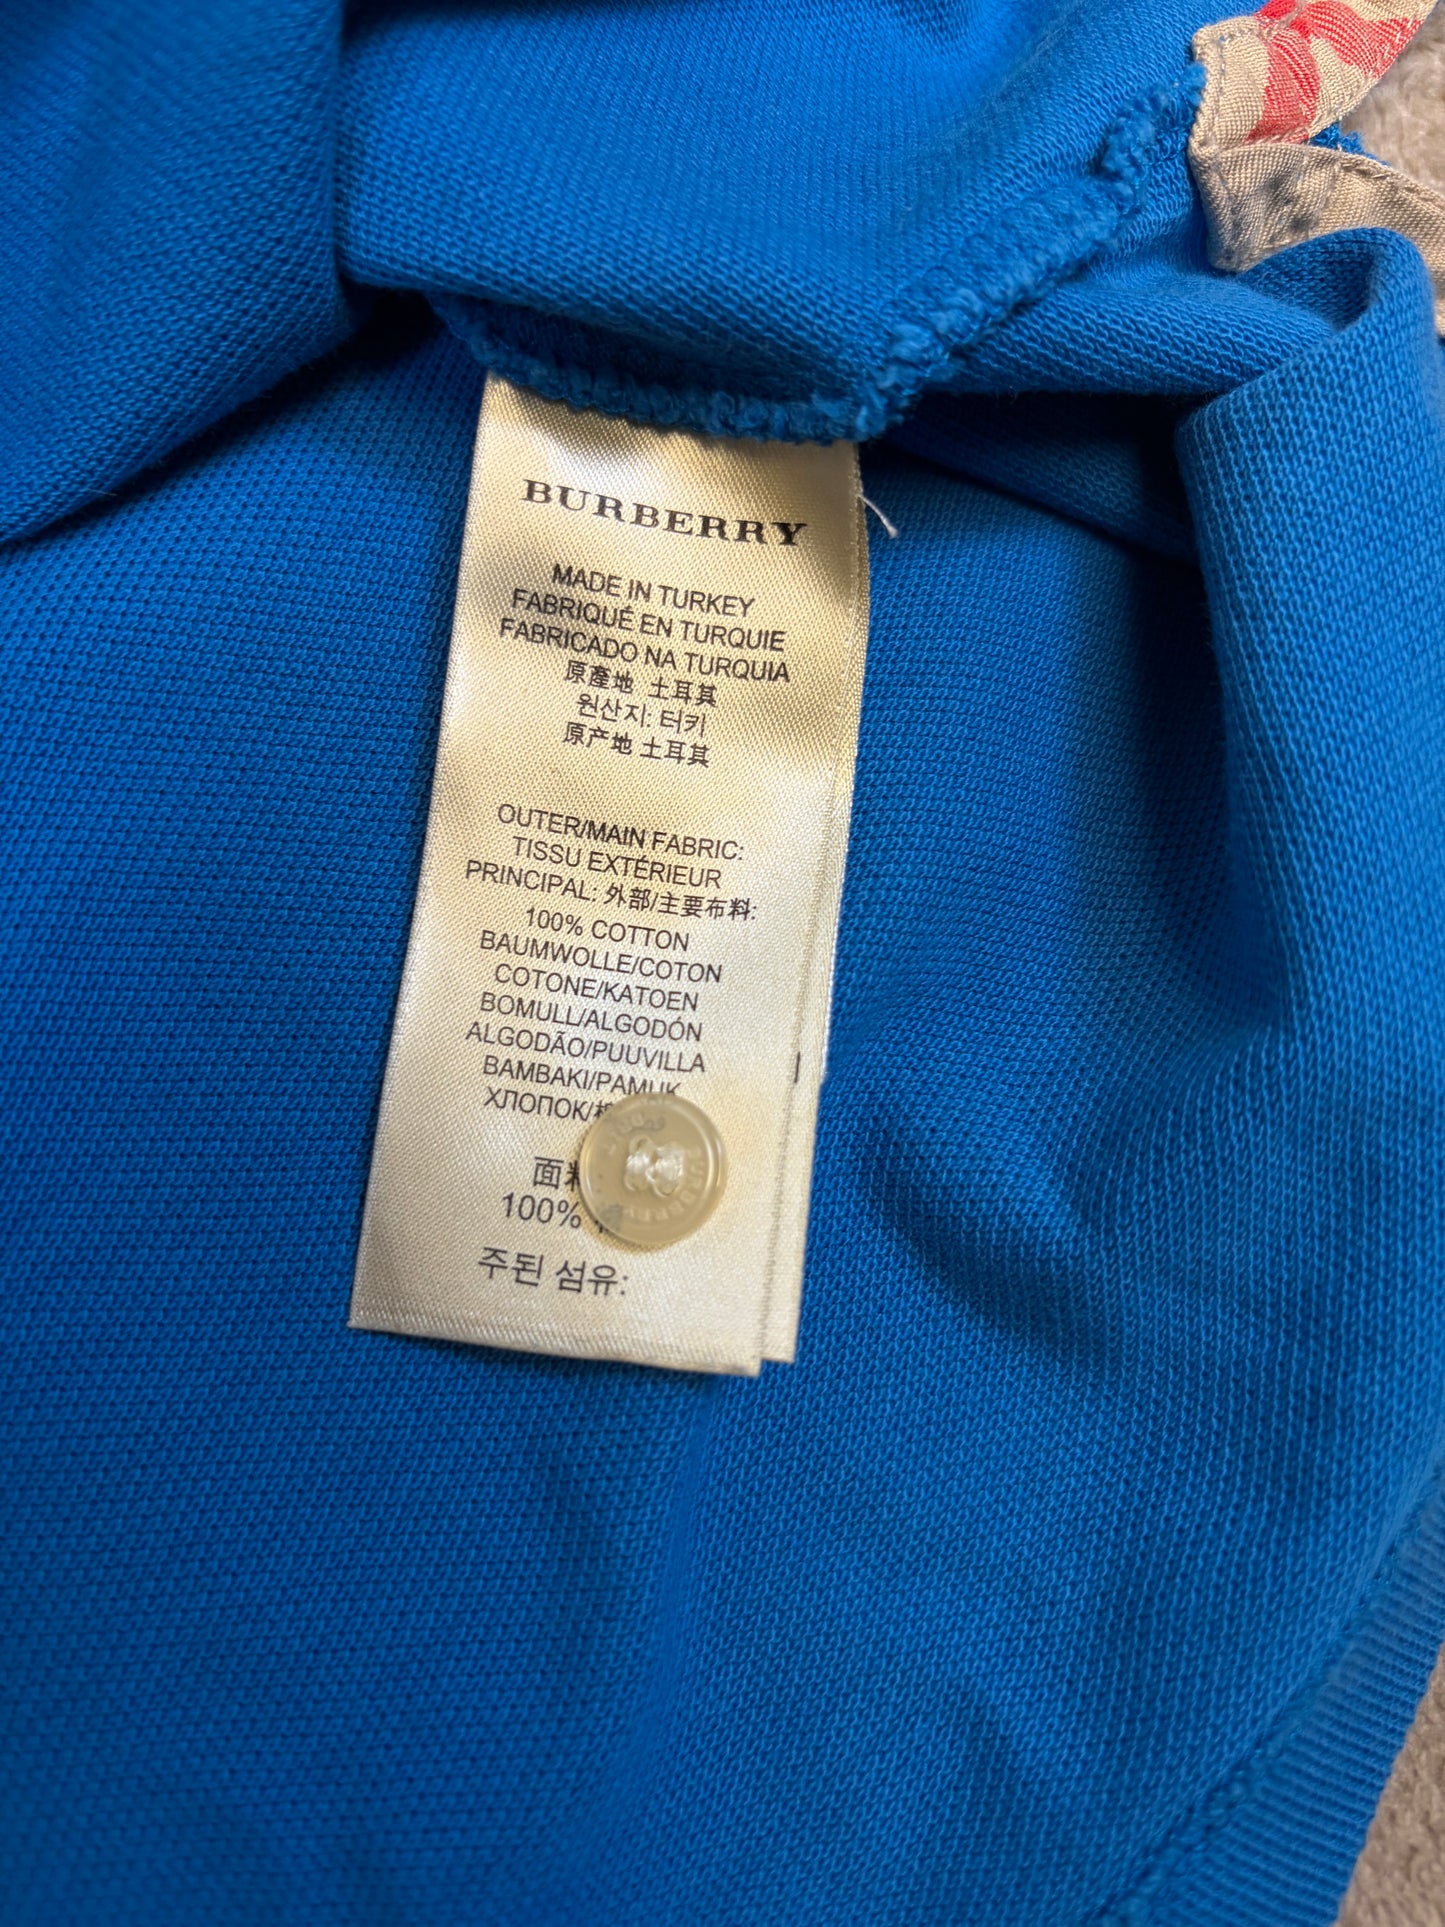 BURBERRY
MADE IN TURKEY
FABRIQUÉ EN TURQUIE
FABRICADO NA TURQUIA
原產地 土耳其
원산지: 터키
原产地 土耳其
OUTER/MAIN FABRIC:
TISSU EXTÉRIEUR
PRINCIPAL: 外部/主要布料:
100% COTTON
BAUMWOLLE/COTON
COTONE/KATOEN
BOMULL/ALGODÓN
ALGODÃO/PUUVILLA
BAMBAKI/PAMUK
ХЛОПОК/
面
100%
주된 섬유:
BURBERRY